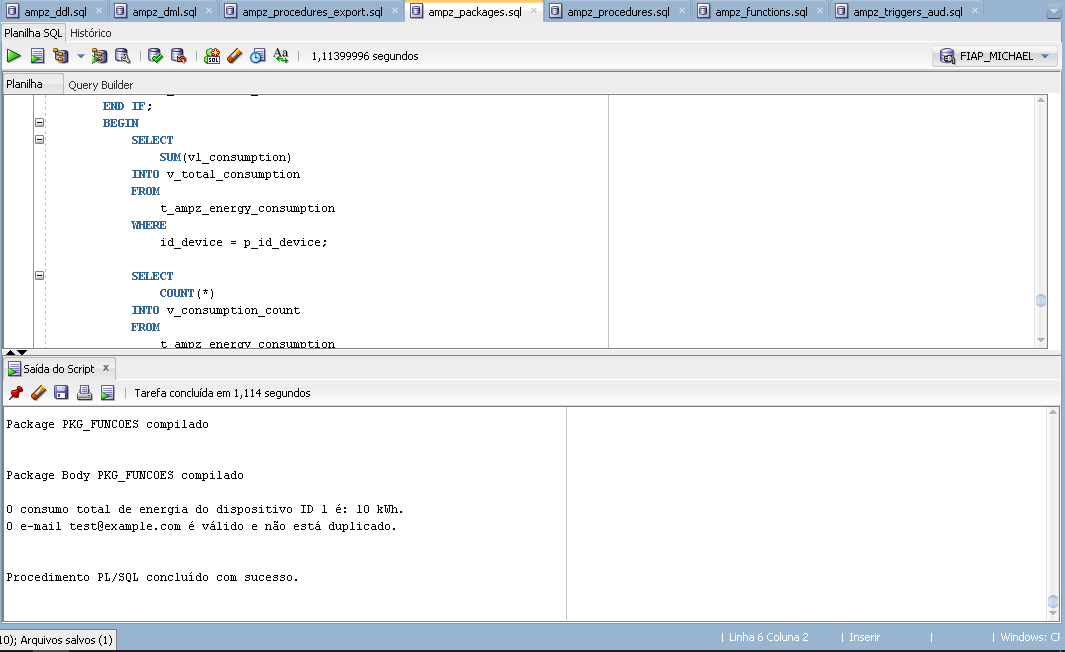 ampz_ddl.sql ampz_dml.sql ampz_procedures_export.sql ampz_packages.sql ampz_procedures.sql ampz_functions.sql ampz_triggers_aud.sql
Planilha SQL Histórico
1,11399996 segundos FIAP_MICHAEL
Planilha Query Builder
END IF;
BEGIN
SELECT
SUM(vl_consumption)
INTO v_total_consumption
FROM
t_ampz_energy_consumption
WHERE
id_device = p_id_device;
SELECT
COUNT(*)
INTO v_consumption_count
FROM
t_ampz_energy_consumption
Saída do Script x
Tarefa concluída em 1,114 segundos
Package PKG_FUNCOES compilado
Package Body PKG_FUNCOES compilado
O consumo total de energia do dispositivo ID 1 é: 10 kWh.
O e-mail test@example.com é válido e não está duplicado.
Procedimento PL/SQL concluído com sucesso.
10); Arquivos salvos (1) | Linha 6 Coluna 2 | Inserir | | Windows: